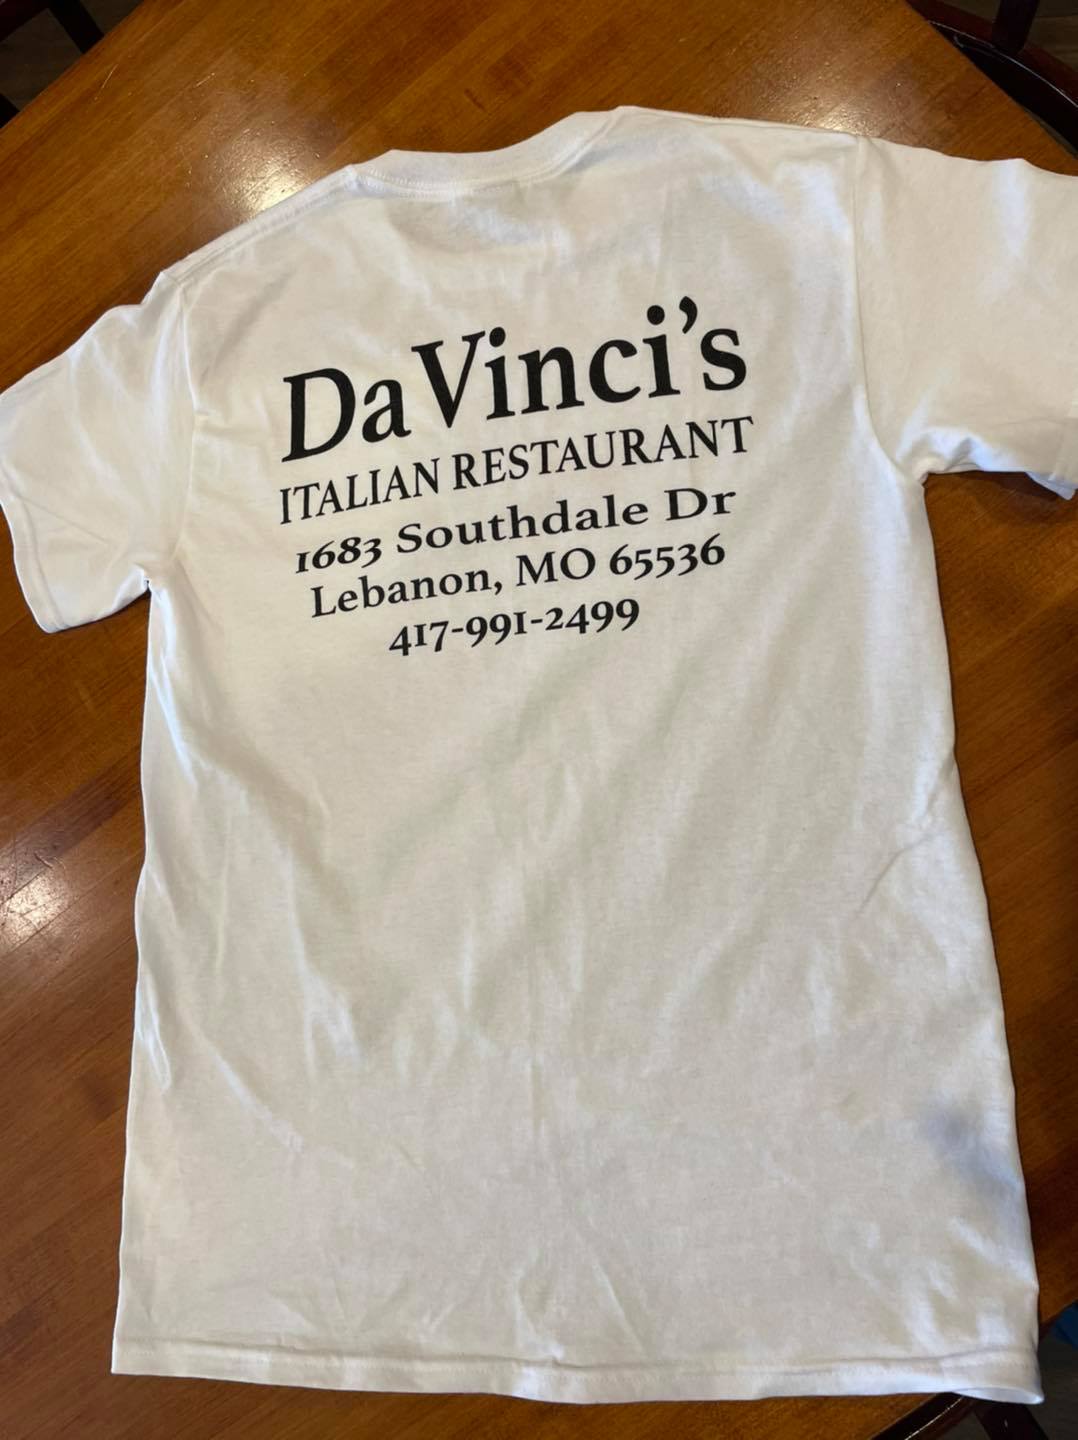 DaVinci's
ITALIAN RESTAURANT
1683 Southdale Dr
Lebanon, MO 65536
417-991-2499